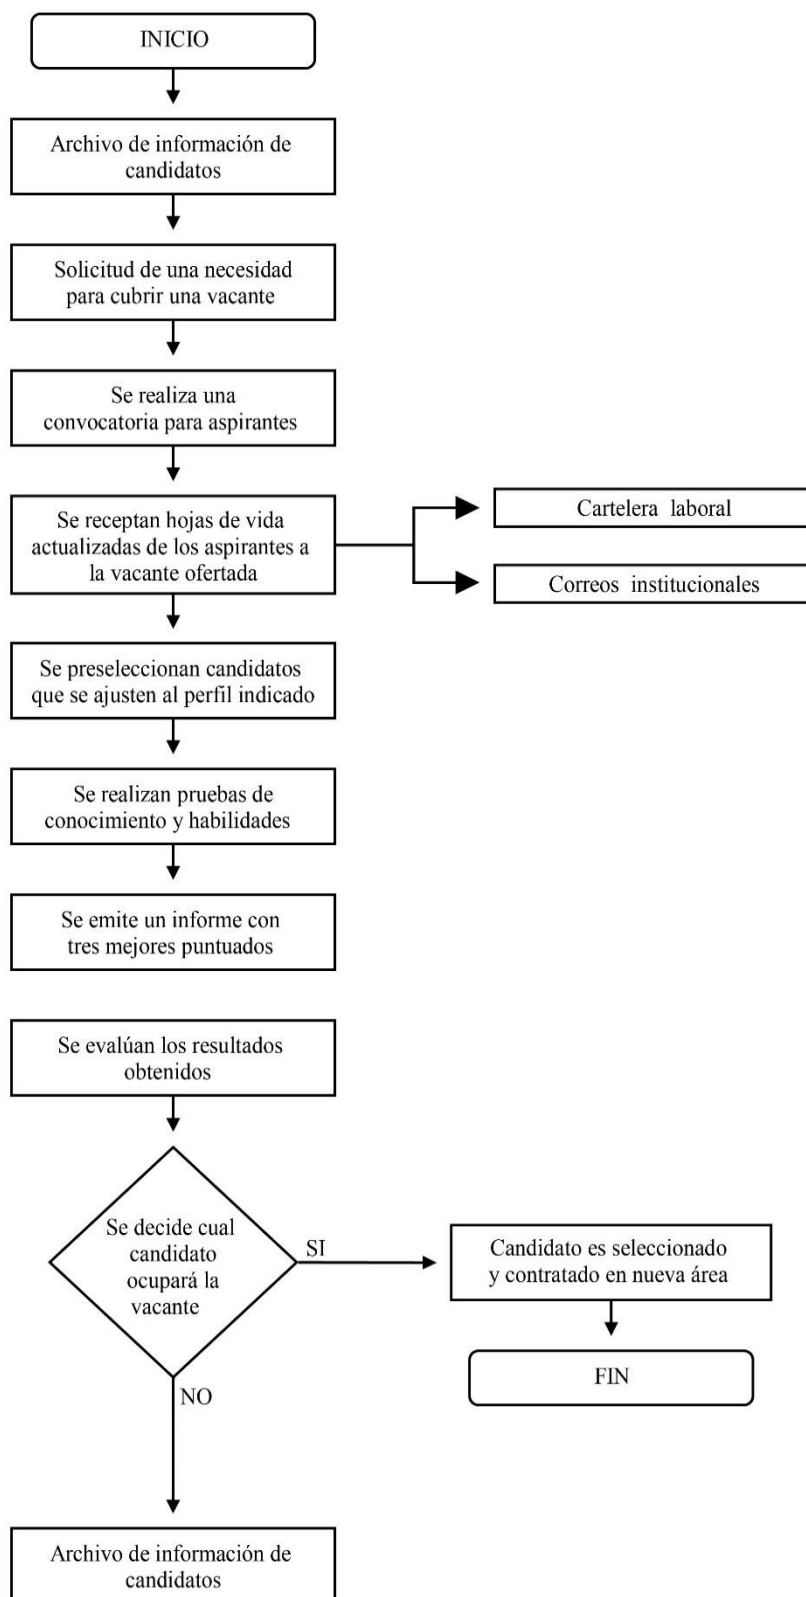 INICIO
Archivo de información de
candidatos
Solicitud de una necesidad
para cubrir una vacante
Se realiza una
convocatoria para aspirantes
Se receptan hojas de vida
actualizadas de los aspirantes a
la vacante ofertada
Cartelera laboral
Correos institucionales
Se preseleccionan candidatos
que se ajusten al perfil indicado
Se realizan pruebas de
conocimiento y habilidades
Se emite un informe con
tres mejores puntuados
Se evalúan los resultados
obtenidos
Se decide cual
candidato
ocupará la
vacante
SI
Candidato es seleccionado
y contratado en nueva área
FIN
NO
Archivo de información de
candidatos